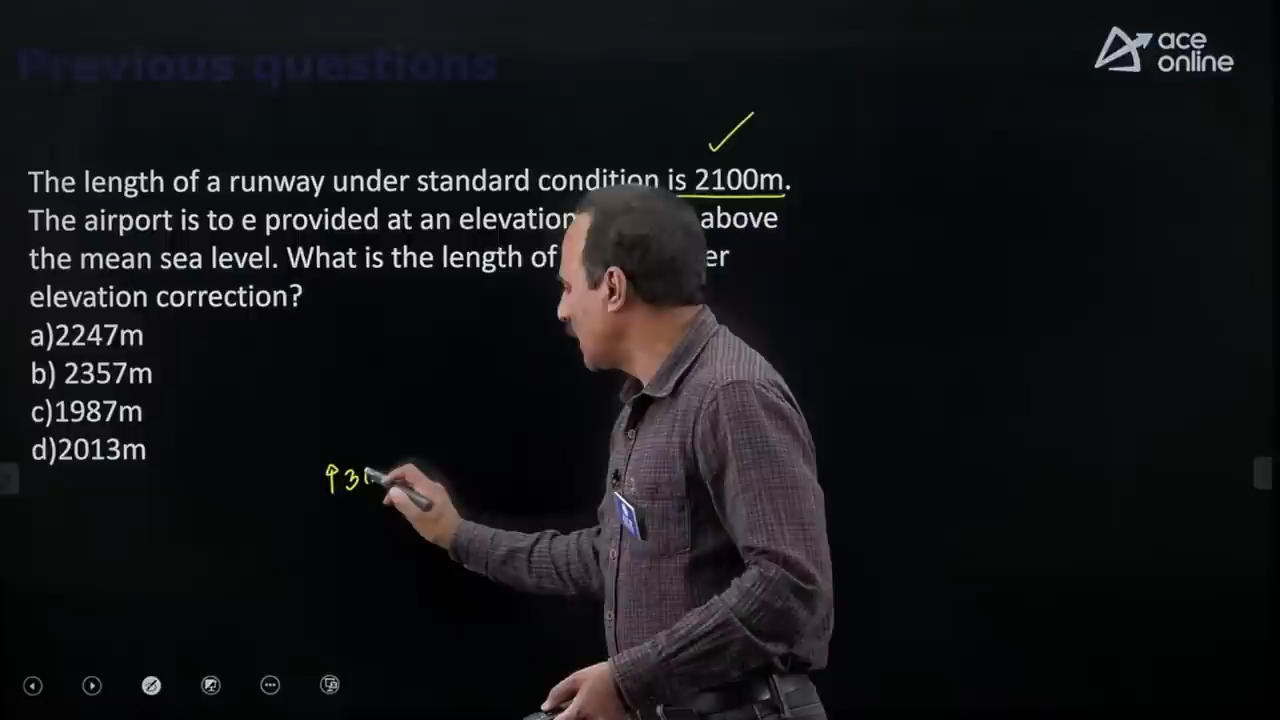 Previous questions
ace
online
The length of a runway under standard condition is 2100m.
The airport is to e provided at an elevation above
the mean sea level. What is the length of
elevation correction?
a)2247m
b) 2357m
c)1987m
d)2013m
↑3